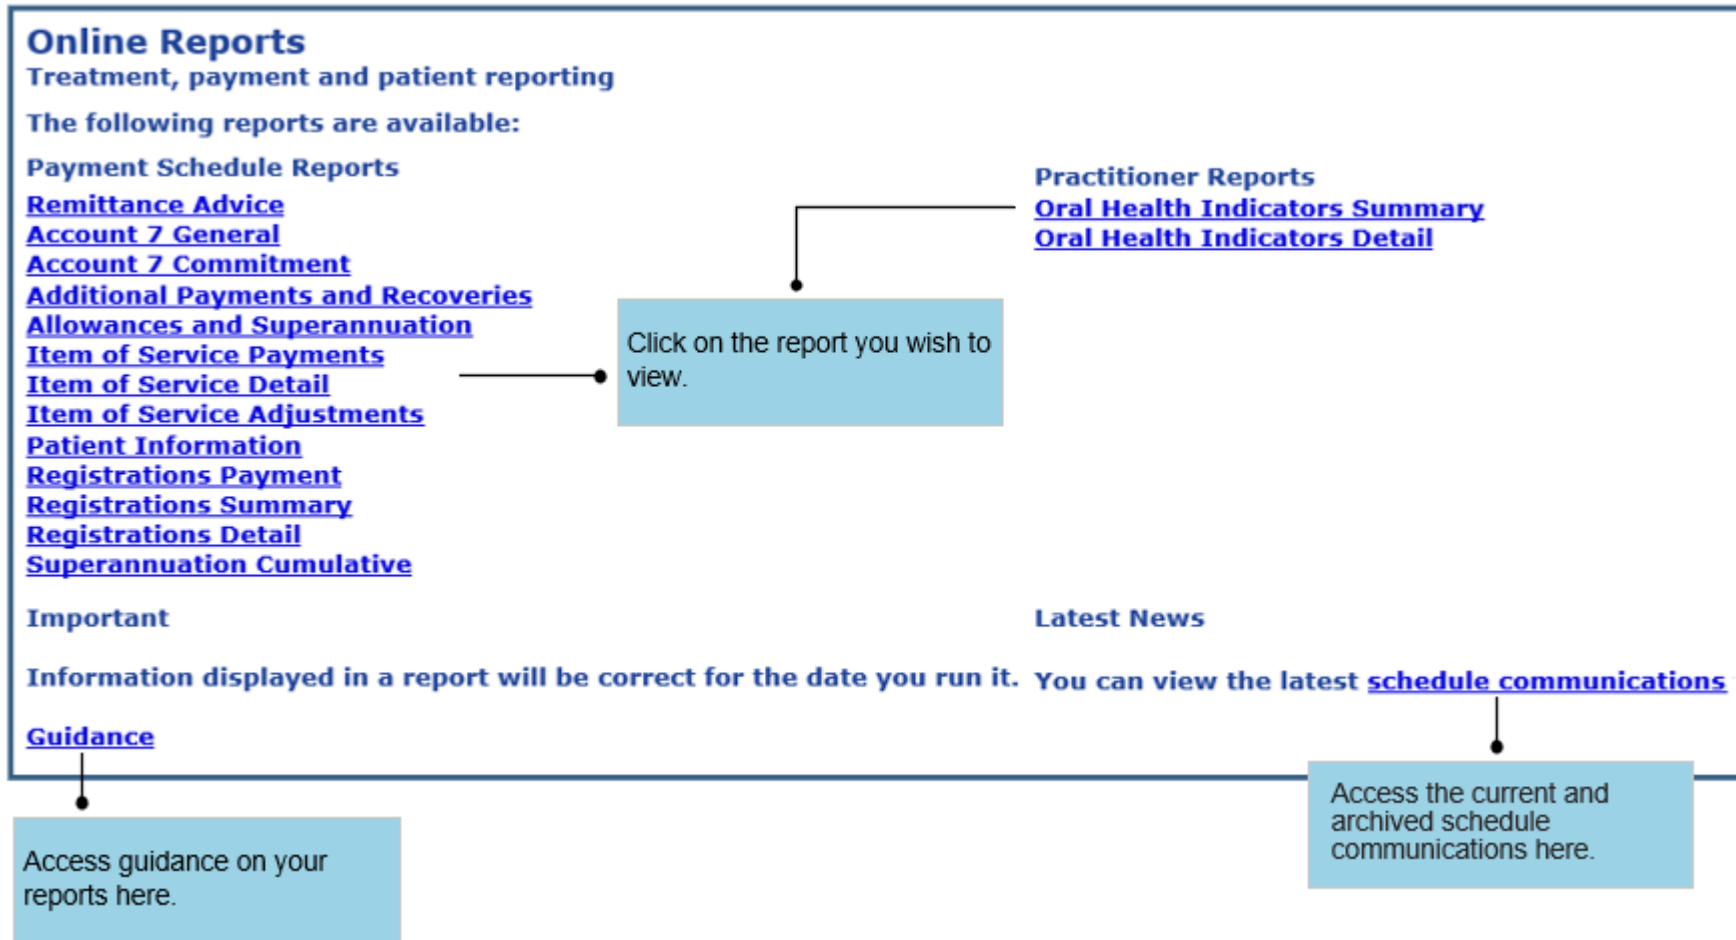 Online Reports
Treatment, payment and patient reporting
The following reports are available:
Payment Schedule Reports
Remittance Advice
Account 7 General
Account 7 Commitment
Additional Payments and Recoveries
Allowances and Superannuation
Item of Service Payments
Item of Service Detail
Item of Service Adjustments
Patient Information
Registrations Payment
Registrations Summary
Registrations Detail
Superannuation Cumulative
Practitioner Reports
Oral Health Indicators Summary
Oral Health Indicators Detail
Click on the report you wish to
view.
Important
Information displayed in a report will be correct for the date you run it.
Guidance
Latest News
You can view the latest schedule communications
Access guidance on your
reports here.
Access the current and
archived schedule
communications here.